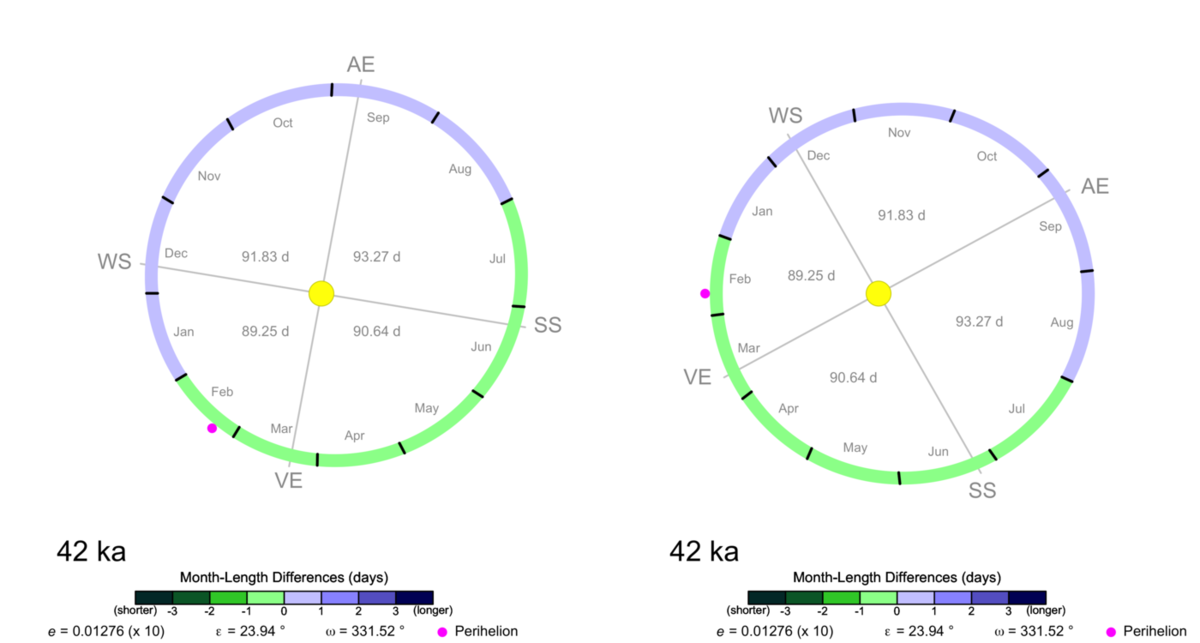 AE
Sep
Oct
Aug
Nov
Jul
WS
Dec
91.83 d
93.27 d
SS
Jan
89.25 d
90.64 d
Jun
Feb
May
Mar
Apr
VE
42 ka
Month-Length Differences (days)
(shorter) -3 -2 -1 0 1 2 3 (longer)
e = 0.01276 (x 10) ε = 23.94 ° ω = 331.52 ° Perihelion
WS
Nov
Dec
Oct
AE
Jan
91.83 d
Sep
Feb
89.25 d
93.27 d
Aug
Mar
VE
90.64 d
Apr
Jul
May
Jun
SS
42 ka
Month-Length Differences (days)
(shorter) -3 -2 -1 0 1 2 3 (longer)
e = 0.01276 (x 10) ε = 23.94 ° ω = 331.52 ° Perihelion